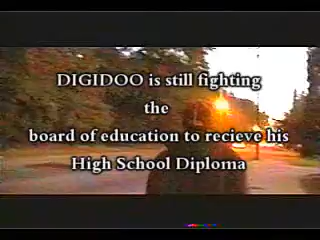 DIGIDOO is still fighting
the
board of education to recieve his
High School Diploma